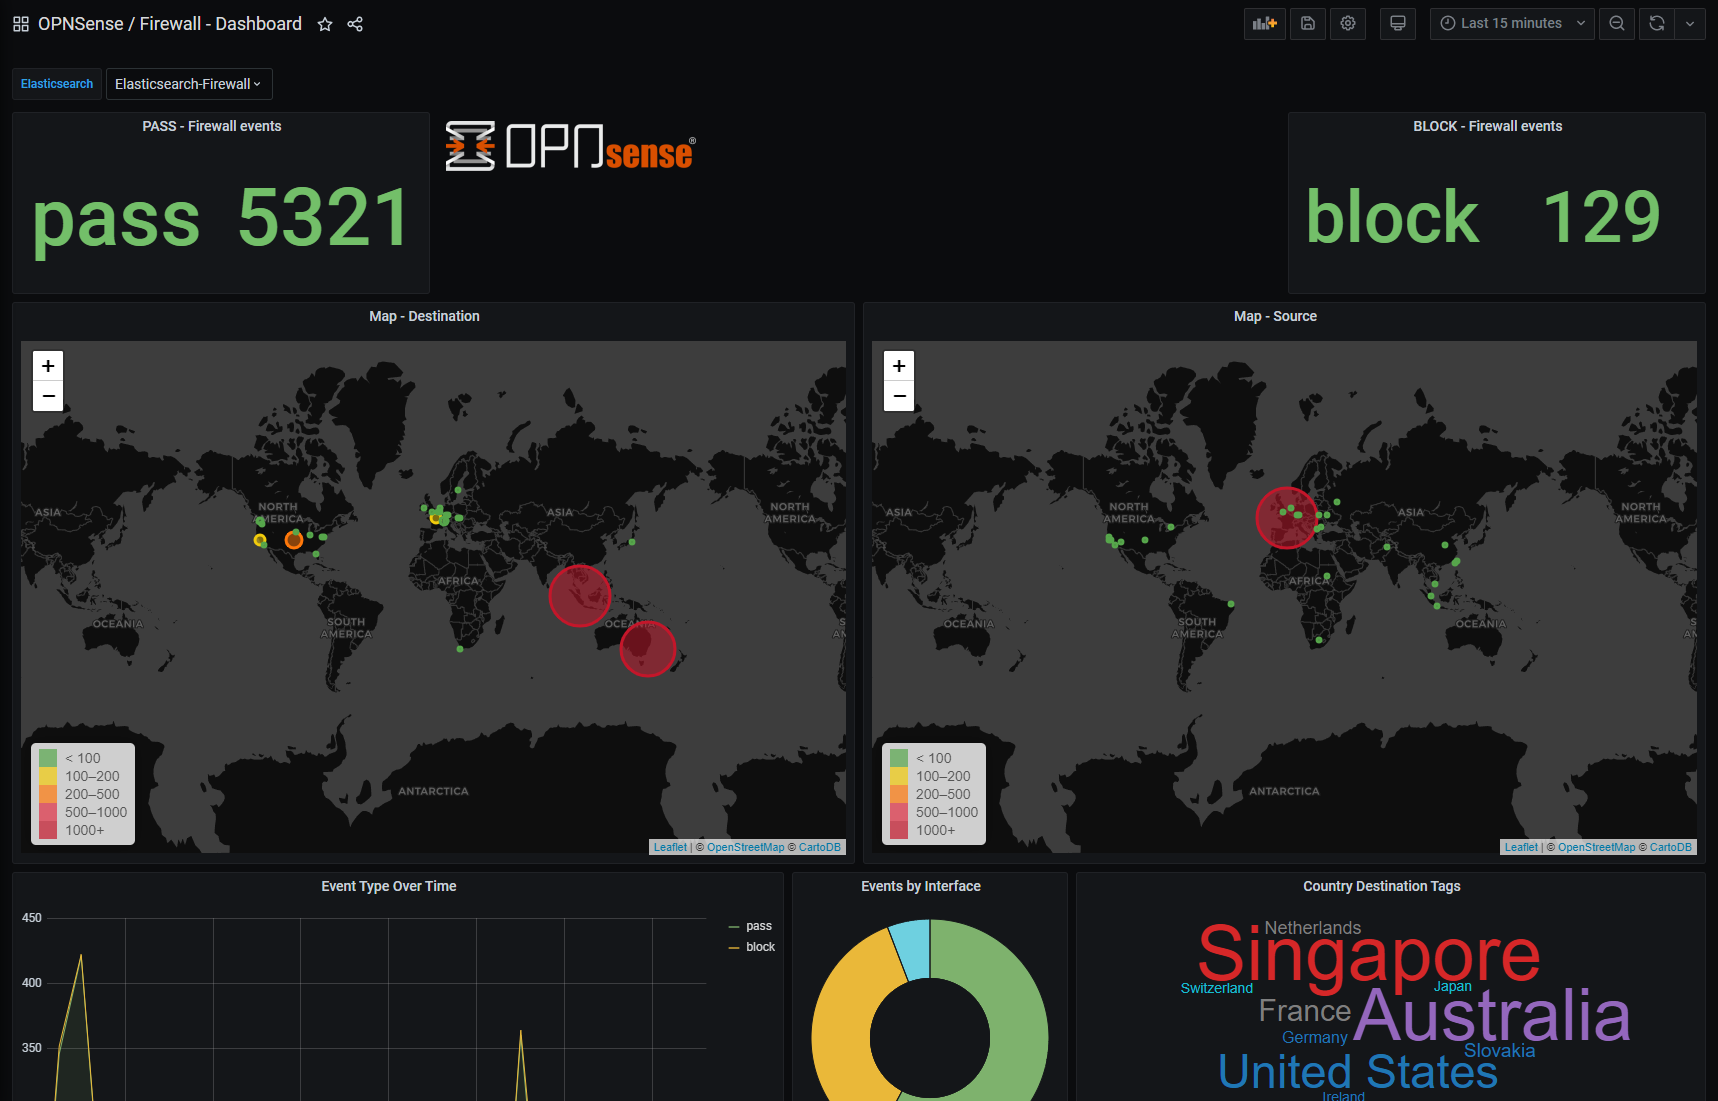 OPNSense / Firewall - Dashboard
Last 15 minutes
Elasticsearch
Elasticsearch-Firewall
PASS - Firewall events
pass 5321
OPNsense®
BLOCK - Firewall events
block 129
Map - Destination
+
−
ASIA
NORTH
AMERICA
ASIA
NORTH
AMERICA
AFRICA
OCEANIA
SOUTH
AMERICA
OCEANIA
S
AM
ANTARCTICA
< 100
100–200
200–500
500–1000
1000+
Leaflet | © OpenStreetMap © CartoDB
Map - Source
+
−
ASIA
NORTH
AMERICA
ASIA
NORTH
AMERICA
AFRICA
OCEANIA
SOUTH
AMERICA
OCEANIA
S
AM
ANTARCTICA
< 100
100–200
200–500
500–1000
1000+
Leaflet | © OpenStreetMap © CartoDB
Event Type Over Time
450
400
350
pass
block
Events by Interface
Country Destination Tags
Netherlands
Singapore
Switzerland
Japan
France
Australia
Germany
Slovakia
United States
Ireland